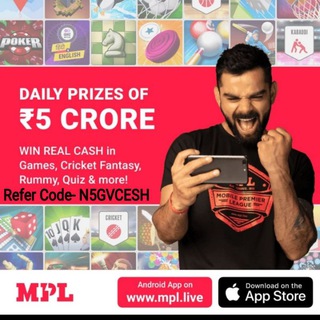 POKER
ENGLISH
KABADDI
DAILY PRIZES OF
₹5 CRORE
WIN REAL CASH in
Games, Cricket Fantasy,
Rummy, Quiz & more!
Refer Code- N5GVCESH
MOBILE PREMIER
LEAGUE
CRICKET
MPL
Android App on
www.mpl.live
Download on the
App Store